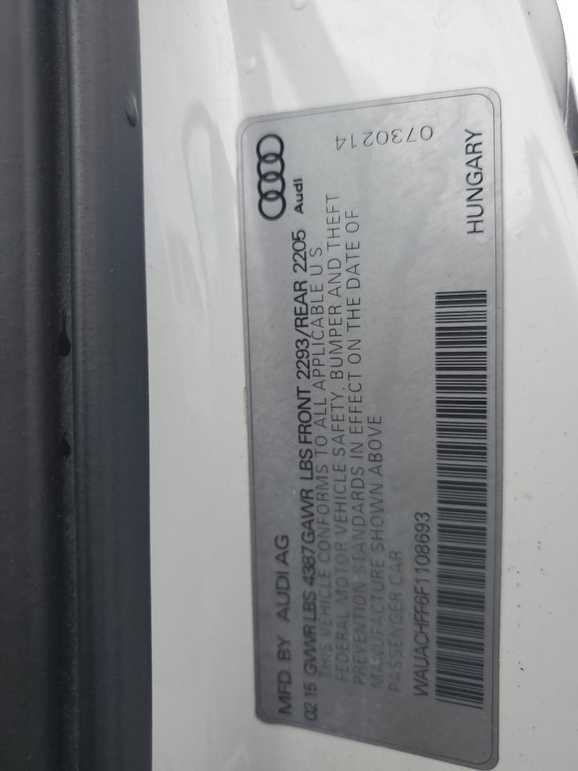 MFD BY AUDI AG
Audi
02 15 GVWR LBS 4387 GAWR LBS FRONT 2293/REAR 2205
THIS VEHICLE CONFORMS TO ALL APPLICABLE U S
FEDERAL MOTOR VEHICLE SAFETY, BUMPER AND THEFT
PREVENTION STANDARDS IN EFFECT ON THE DATE OF
MANUFACTURE SHOWN ABOVE
PASSENGER CAR
0730214
WAUACHFF6F1108693
HUNGARY